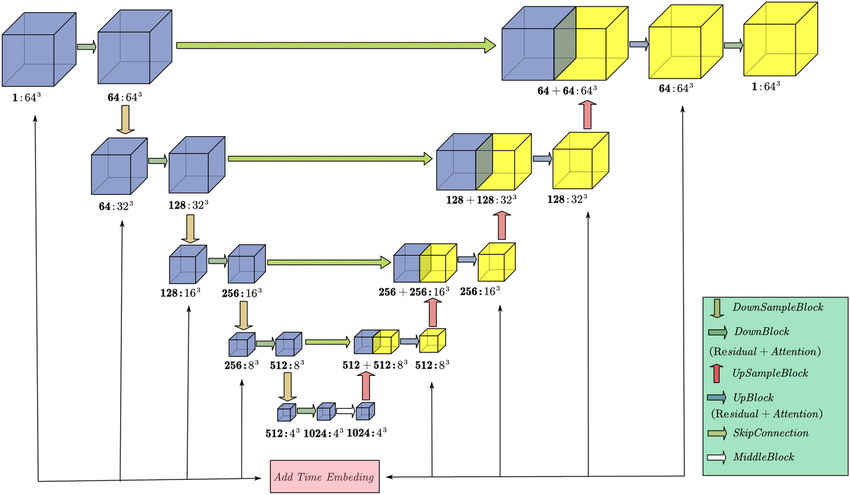 1 : 64³
64 : 64³
64 + 64 : 64³
64 : 64³
1 : 64³
64 : 32³
128 : 32³
128 + 128 : 32³
128 : 32³
128 : 16³
256 : 16³
256 + 256 : 16³
256 : 16³
256 : 8³
512 : 8³
512 + 512 : 8³
512 : 8³
512 : 4³
1024 : 4³
1024 : 4³
Add Time Embeding
DownSampleBlock
DownBlock
(Residual + Attention)
UpSampleBlock
UpBlock
(Residual + Attention)
SkipConnection
MiddleBlock